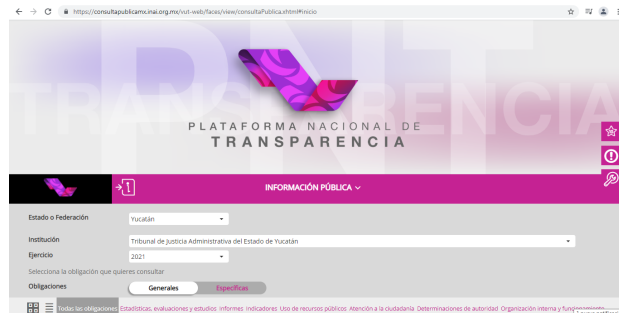 https://consultapublicamx.inai.org.mx/vut-web/faces/view/consultaPublica.xhtml#inicio
PNT
TRANSPARENCIA
PLATAFORMA NACIONAL DE
TRANSPARENCIA
INFORMACIÓN PÚBLICA
Estado o Federación
Yucatán
Institución
Tribunal de Justicia Administrativa del Estado de Yucatán
Ejercicio
2021
Selecciona la obligación que quieres consultar
Obligaciones
Generales
Específicas
Todas las obligaciones Estadísticas, evaluaciones y estudios Informes Indicadores Uso de recursos públicos Atención a la ciudadanía Determinaciones de autoridad Organización interna y